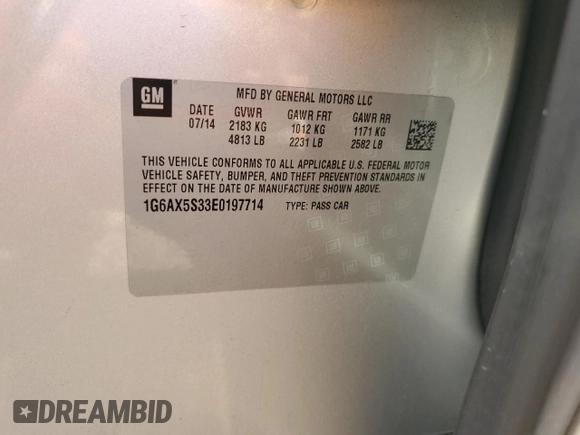 GM
MFD BY GENERAL MOTORS LLC
DATE GVWR GAWR FRT GAWR RR
07/14 2183 KG 1012 KG 1171 KG
4813 LB 2231 LB 2582 LB
THIS VEHICLE CONFORMS TO ALL APPLICABLE U.S. FEDERAL MOTOR
VEHICLE SAFETY, BUMPER, AND THEFT PREVENTION STANDARDS IN
EFFECT ON THE DATE OF MANUFACTURE SHOWN ABOVE.
1G6AX5S33E0197714 TYPE: PASS CAR
DREAMBID